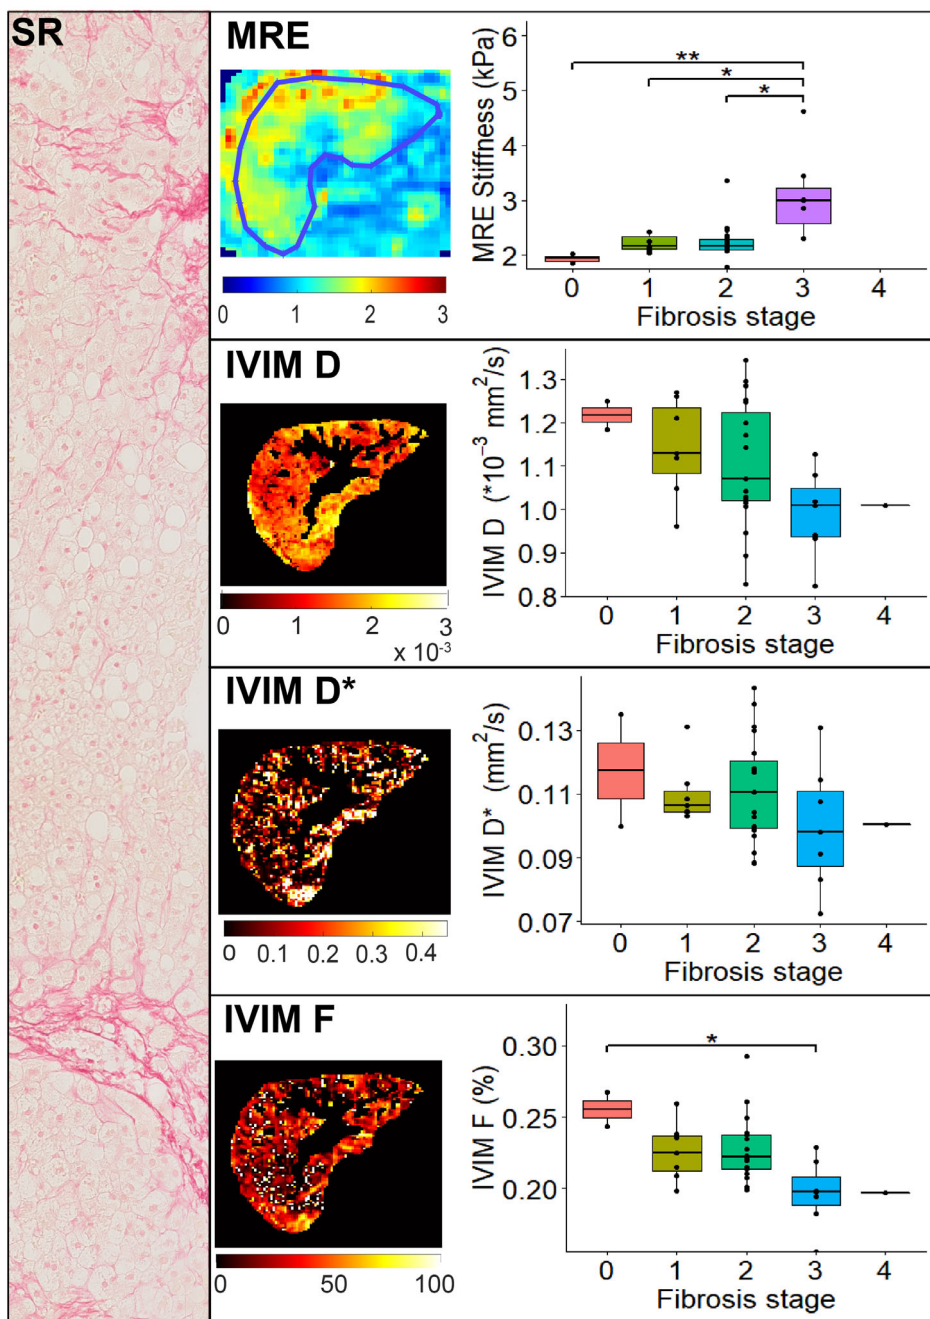 SR
MRE
0 1 2 3
MRE Stiffness (kPa)
6
5
4
3
2
**
*
*
0 1 2 3 4
Fibrosis stage
IVIM D
0 1 2 3
x 10⁻³
IVIM D (*10⁻³ mm²/s)
1.3
1.2
1.1
1.0
0.9
0.8
0 1 2 3 4
Fibrosis stage
IVIM D*
0 0.1 0.2 0.3 0.4
IVIM D* (mm²/s)
0.13
0.11
0.09
0.07
0 1 2 3 4
Fibrosis stage
IVIM F
0 50 100
IVIM F (%)
0.30
0.25
0.20
*
0 1 2 3 4
Fibrosis stage